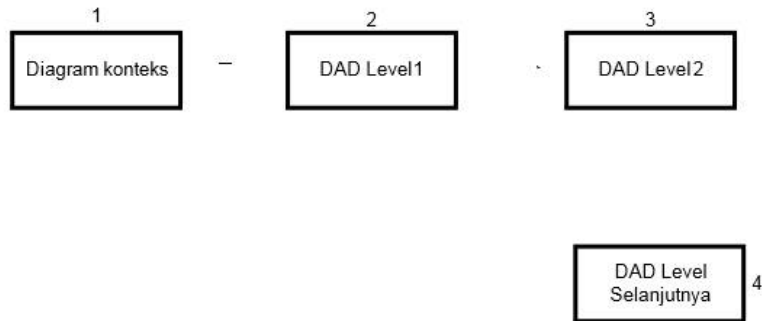 1
2
3
Diagram konteks
DAD Level1
DAD Level2
DAD Level
Selanjutnya
4